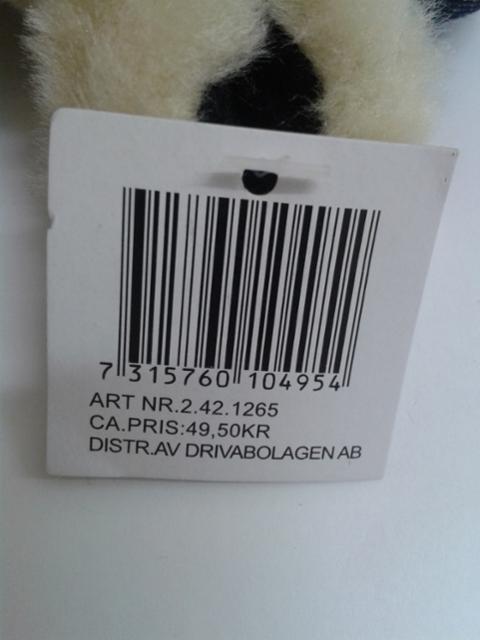 7 315760 104954
ART NR.2.42.1265
CA.PRIS:49,50KR
DISTR.AV DRIVABOLAGEN AB